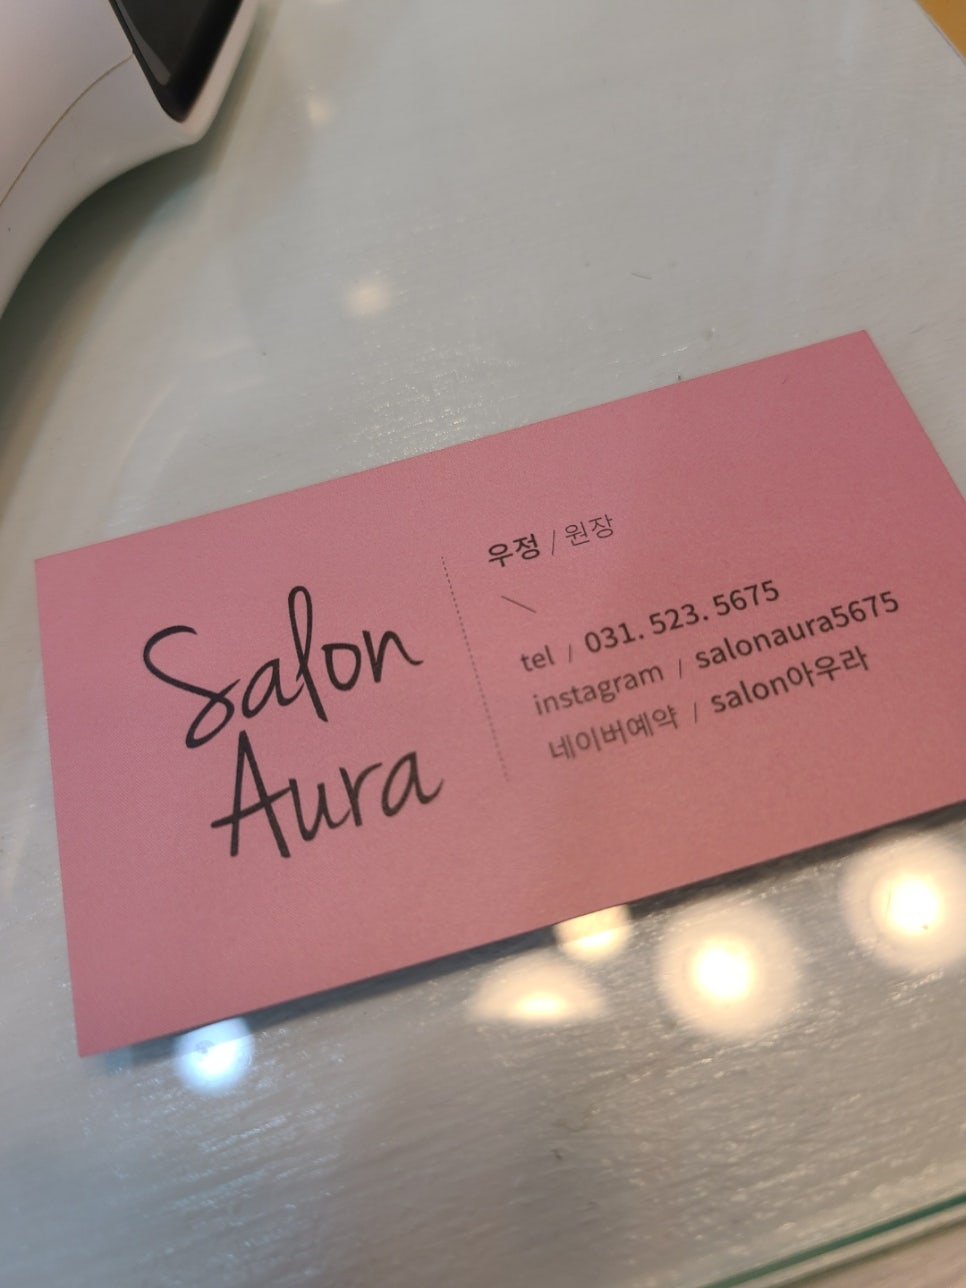 Salon
Aura
우정 / 원장
tel / 031. 523. 5675
instagram / salonaura5675
네이버예약 / salon아우라